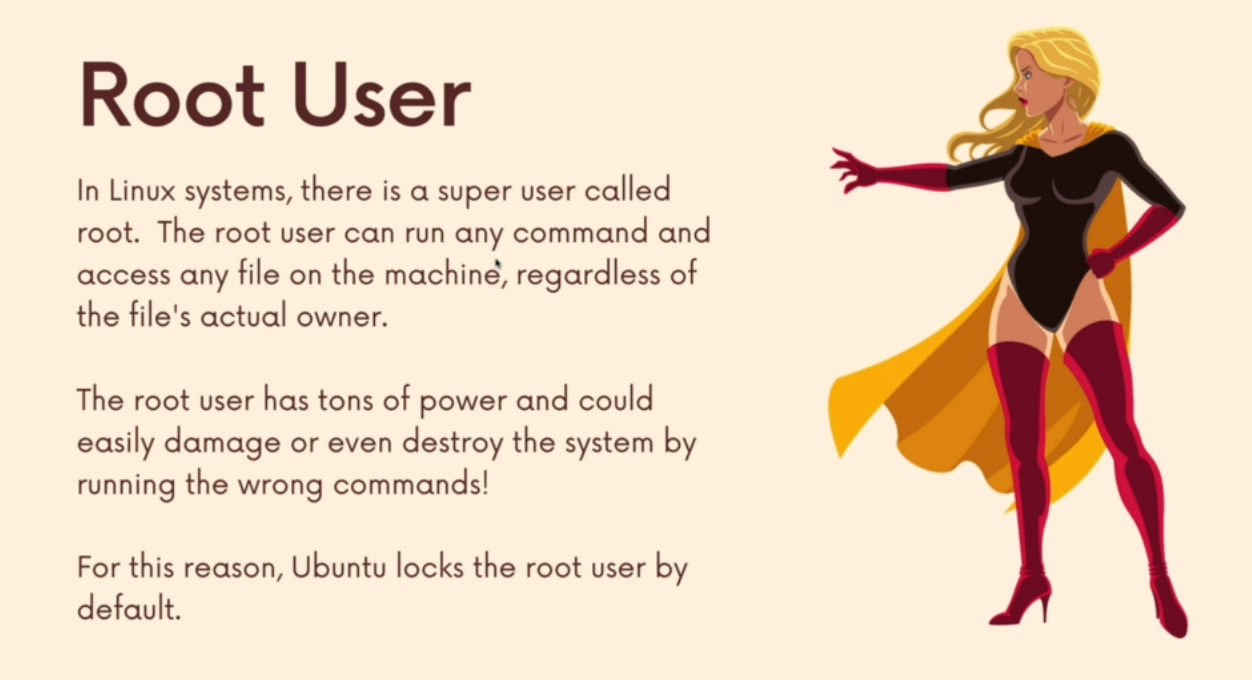 Root User
In Linux systems, there is a super user called
root.  The root user can run any command and
access any file on the machine, regardless of
the file's actual owner.
The root user has tons of power and could
easily damage or even destroy the system by
running the wrong commands!
For this reason, Ubuntu locks the root user by
default.